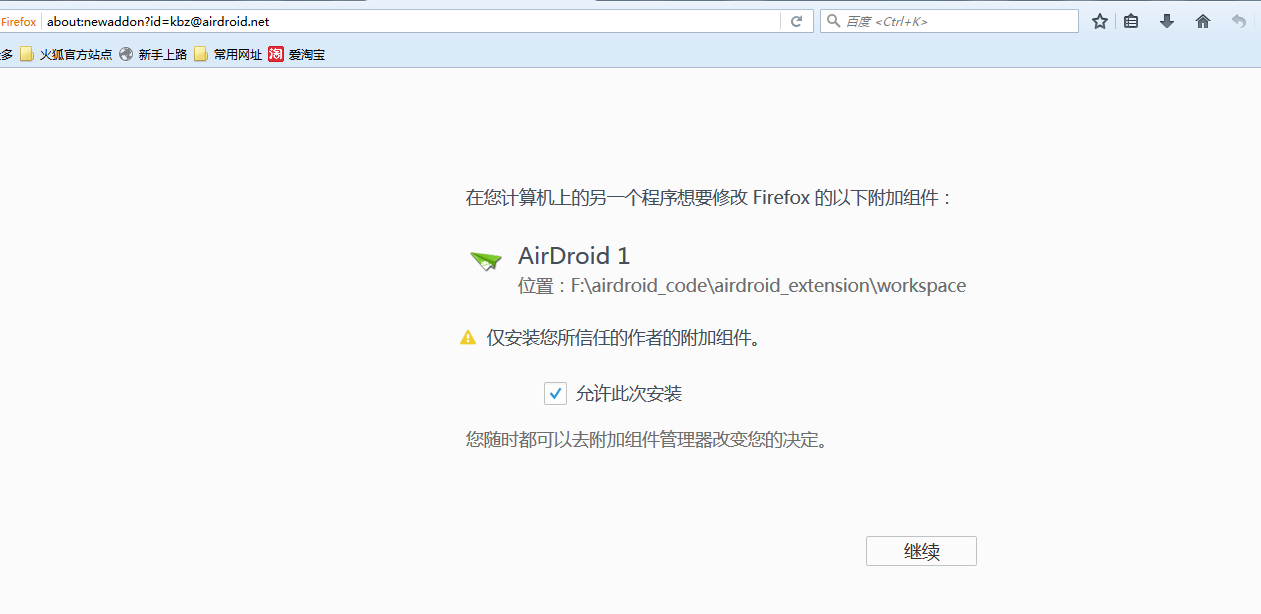 Firefox about:newaddon?id=kbz@airdroid.net 百度 <Ctrl+K>
多 火狐官方站点 新手上路 常用网址 淘 爱淘宝
在您计算机上的另一个程序想要修改 Firefox 的以下附加组件：
AirDroid 1
位置：F:\airdroid_code\airdroid_extension\workspace
仅安装您所信任的作者的附加组件。
允许此次安装
您随时都可以去附加组件管理器改变您的决定。
继续